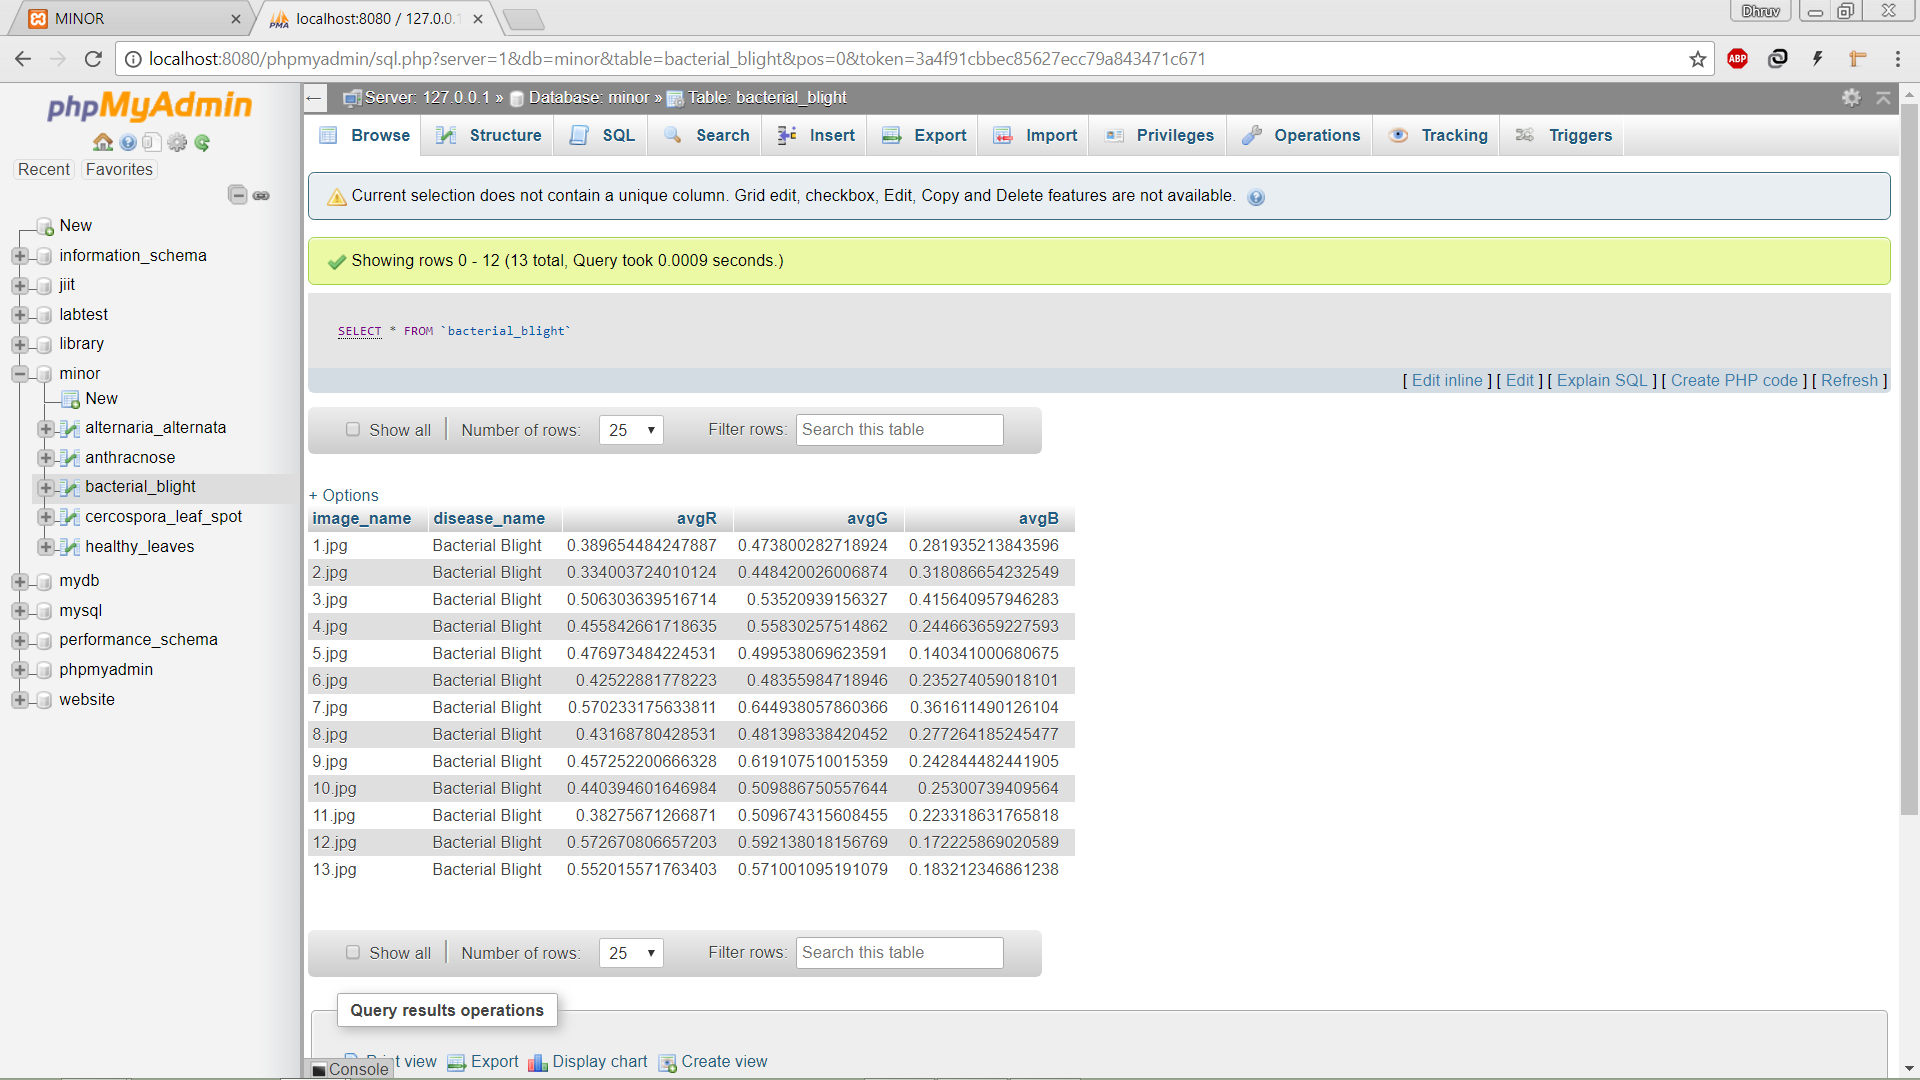 MINOR
localhost:8080 / 127.0.0.1
Dhruv
localhost:8080/phpmyadmin/sql.php?server=1&db=minor&table=bacterial_blight&pos=0&token=3a4f91cbbec85627ecc79a843471c671
ABP
phpMyAdmin
Recent Favorites
New
information_schema
jiit
labtest
library
minor
New
alternaria_alternata
anthracnose
bacterial_blight
cercospora_leaf_spot
healthy_leaves
mydb
mysql
performance_schema
phpmyadmin
website
Server: 127.0.0.1 » Database: minor » Table: bacterial_blight
Browse Structure SQL Search Insert Export Import Privileges Operations Tracking Triggers
Current selection does not contain a unique column. Grid edit, checkbox, Edit, Copy and Delete features are not available.
Showing rows 0 - 12 (13 total, Query took 0.0009 seconds.)
SELECT * FROM `bacterial_blight`
[ Edit inline ] [ Edit ] [ Explain SQL ] [ Create PHP code ] [ Refresh ]
Show all Number of rows: 25 Filter rows: Search this table
+ Options
image_name disease_name avgR avgG avgB
1.jpg Bacterial Blight 0.389654484247887 0.473800282718924 0.281935213843596
2.jpg Bacterial Blight 0.334003724010124 0.448420026006874 0.318086654232549
3.jpg Bacterial Blight 0.506303639516714 0.53520939156327 0.415640957946283
4.jpg Bacterial Blight 0.455842661718635 0.55830257514862 0.244663659227593
5.jpg Bacterial Blight 0.476973484224531 0.499538069623591 0.140341000680675
6.jpg Bacterial Blight 0.42522881778223 0.48355984718946 0.235274059018101
7.jpg Bacterial Blight 0.570233175633811 0.644938057860366 0.361611490126104
8.jpg Bacterial Blight 0.43168780428531 0.481398338420452 0.277264185245477
9.jpg Bacterial Blight 0.457252200666328 0.619107510015359 0.242844482441905
10.jpg Bacterial Blight 0.440394601646984 0.509886750557644 0.25300739409564
11.jpg Bacterial Blight 0.38275671266871 0.509674315608455 0.223318631765818
12.jpg Bacterial Blight 0.572670806657203 0.592138018156769 0.172225869020589
13.jpg Bacterial Blight 0.552015571763403 0.571001095191079 0.183212346861238
Show all Number of rows: 25 Filter rows: Search this table
Query results operations
view Export Display chart Create view
Console